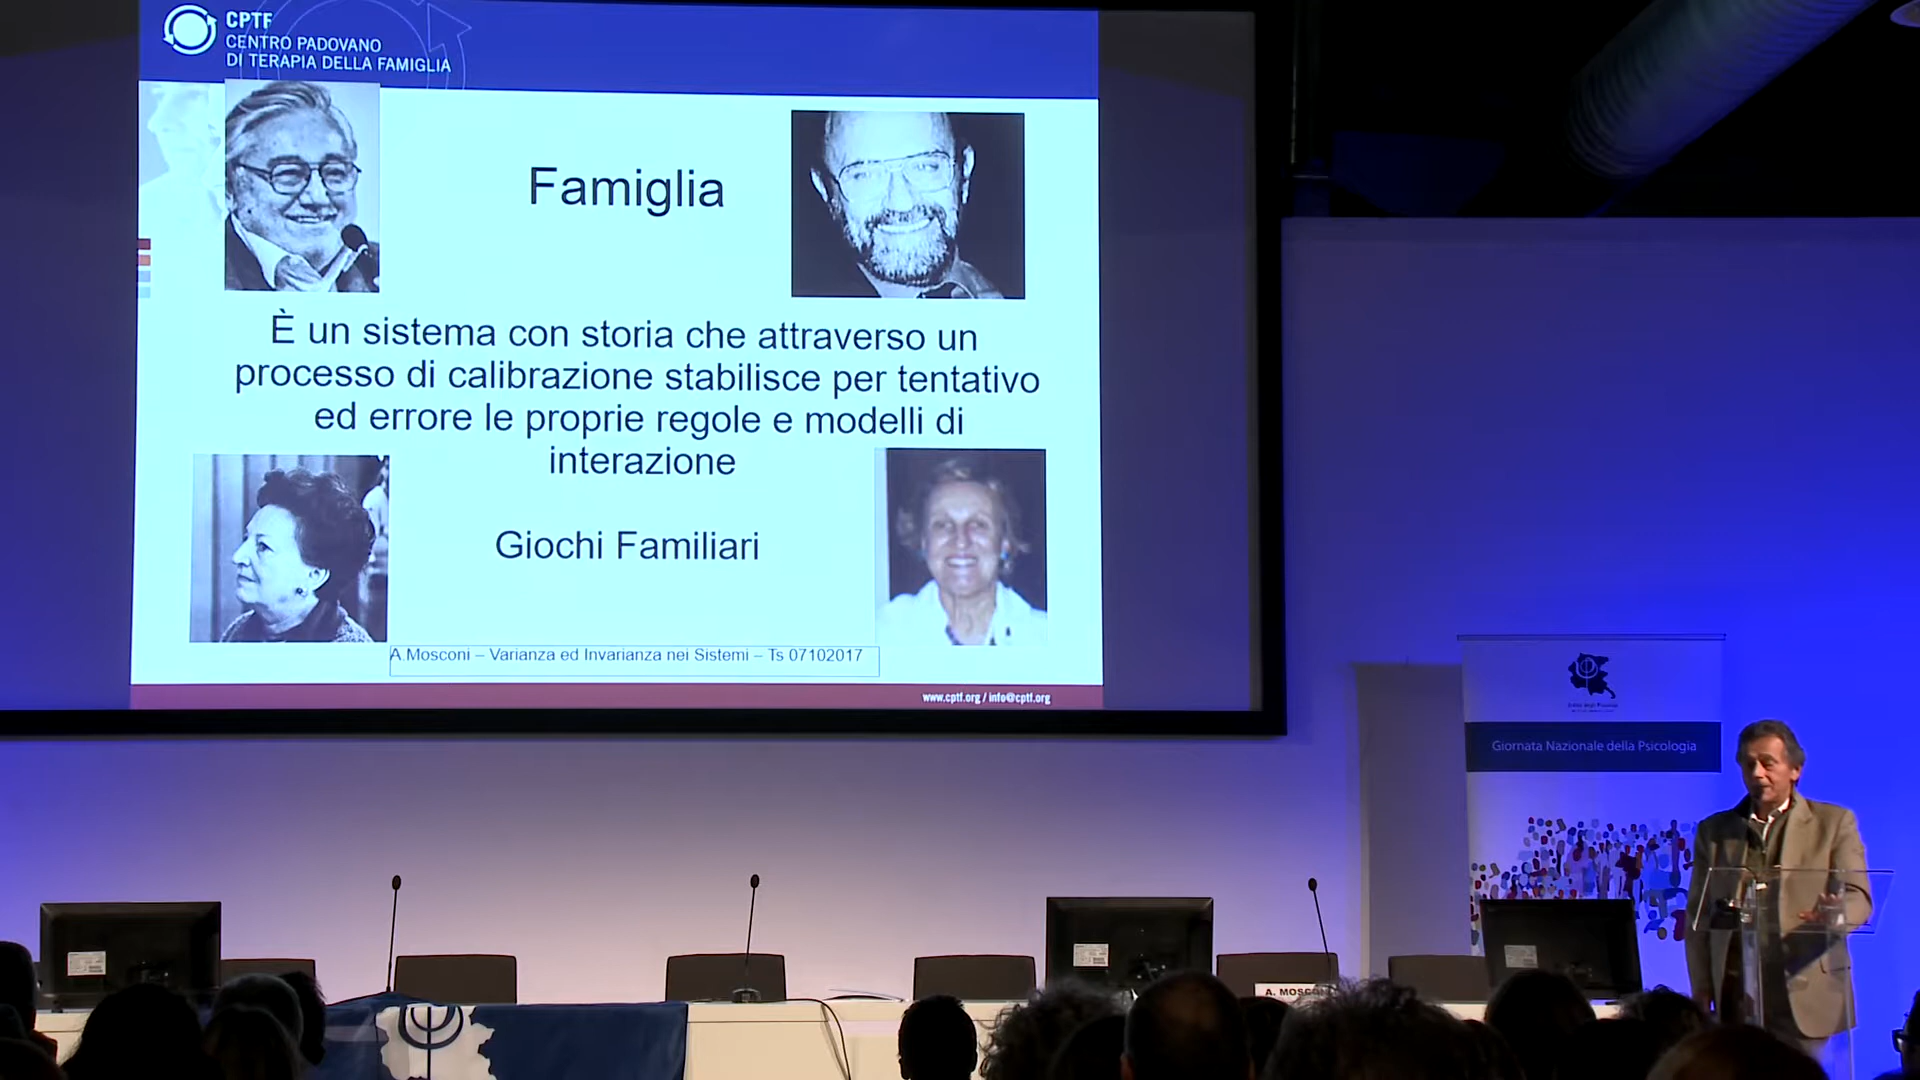 CPTF
CENTRO PADOVANO
DI TERAPIA DELLA FAMIGLIA
Famiglia
È un sistema con storia che attraverso un
processo di calibrazione stabilisce per tentativo
ed errore le proprie regole e modelli di
interazione
Giochi Familiari
A.Mosconi – Varianza ed Invarianza nei Sistemi – Ts 07102017
www.cptf.org / info@cptf.org
Giornata Nazionale della Psicologia
A. MOSCONI